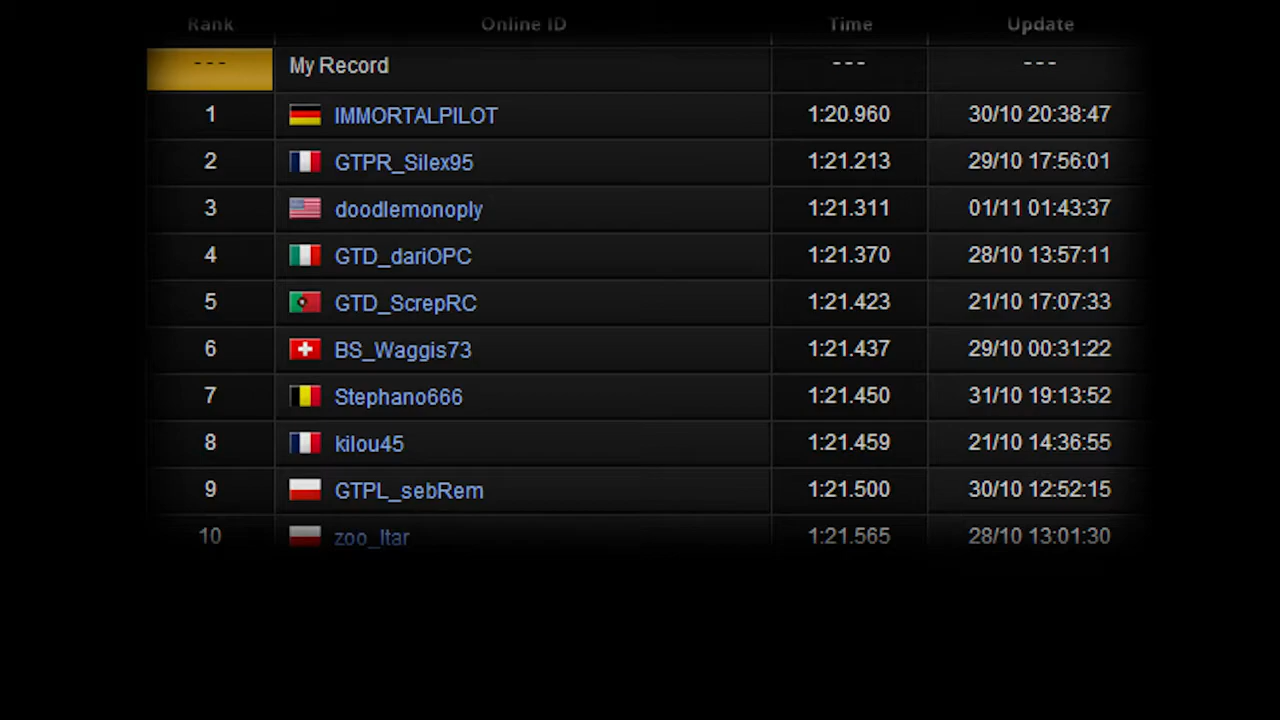 Rank Online ID Time Update
--- My Record --- ---
1 IMMORTALPILOT 1:20.960 30/10 20:38:47
2 GTPR_Silex95 1:21.213 29/10 17:56:01
3 doodlemonoply 1:21.311 01/11 01:43:37
4 GTD_dariOPC 1:21.370 28/10 13:57:11
5 GTD_ScrepRC 1:21.423 21/10 17:07:33
6 BS_Waggis73 1:21.437 29/10 00:31:22
7 Stephano666 1:21.450 31/10 19:13:52
8 kilou45 1:21.459 21/10 14:36:55
9 GTPL_sebRem 1:21.500 30/10 12:52:15
10 zoo_ltar 1:21.565 28/10 13:01:30